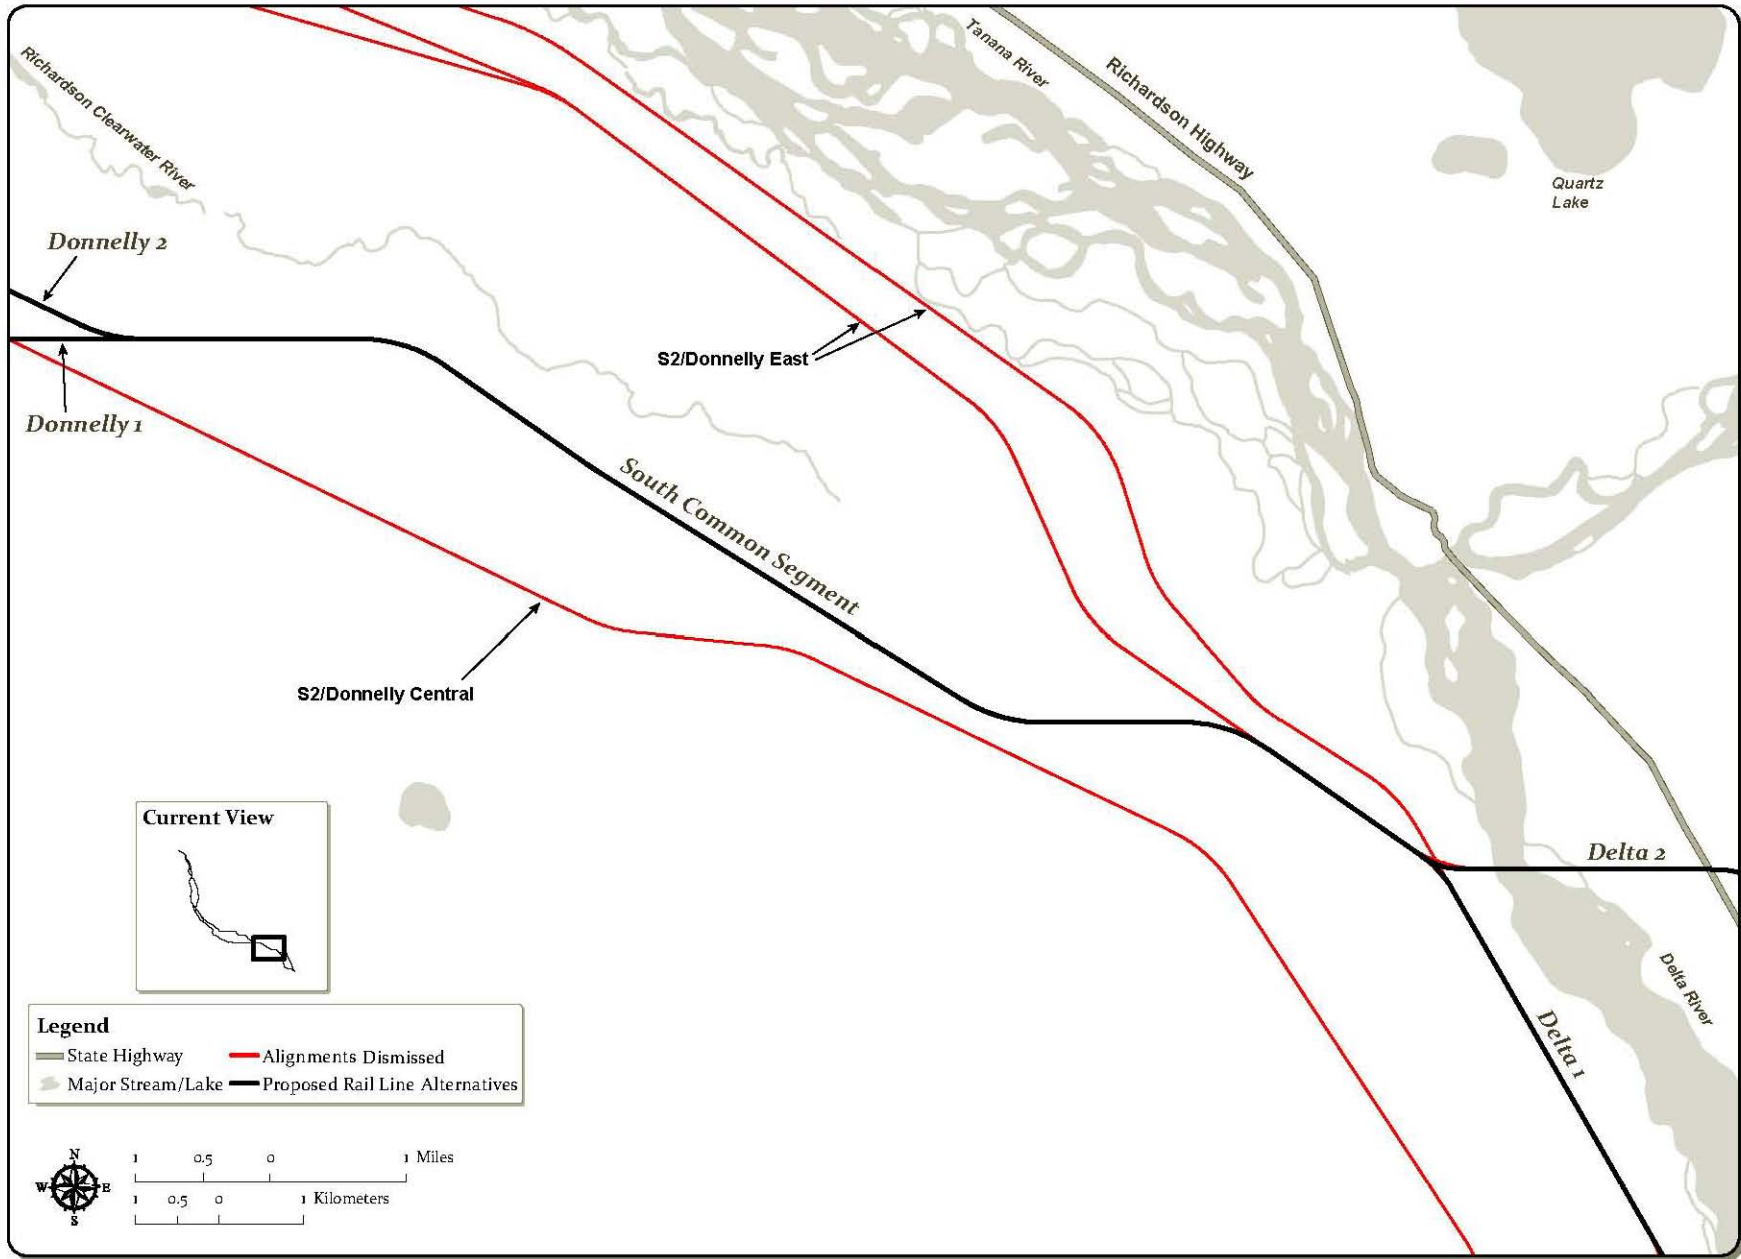 Tanana River
Richardson Highway
Richardson Clearwater River
Quartz
Lake
Donnelly 2
S2/Donnelly East
Donnelly 1
South Common Segment
S2/Donnelly Central
Current View
Delta 2
Delta River
Delta 1
Legend
State Highway
Alignments Dismissed
Major Stream/Lake
Proposed Rail Line Alternatives
N
W
E
S
1 0.5 0 1 Miles
1 0.5 0 1 Kilometers